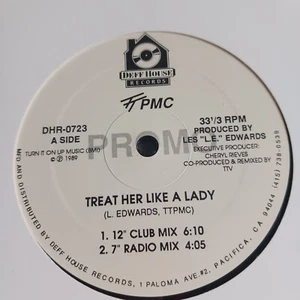 DEFF HOUSE
RECORDS
TTPMC
DHR-0723
A SIDE
TURN IT ON UP MUSIC (BMI)
© ℗ 1989
PROMO
33⅓ RPM
PRODUCED BY
LES "L.E." EDWARDS
EXECUTIVE PRODUCER:
CHERYL RIEVES
CO-PRODUCED & REMIXED BY
TTV
TREAT HER LIKE A LADY
(L. EDWARDS, TTPMC)
1. 12" CLUB MIX 6:10
2. 7" RADIO MIX 4:05
MFD AND DISTRIBUTED BY DEFF HOUSE RECORDS, 1 PALOMA AVE #2, PACIFICA, CA 94044 (415) 738-0539